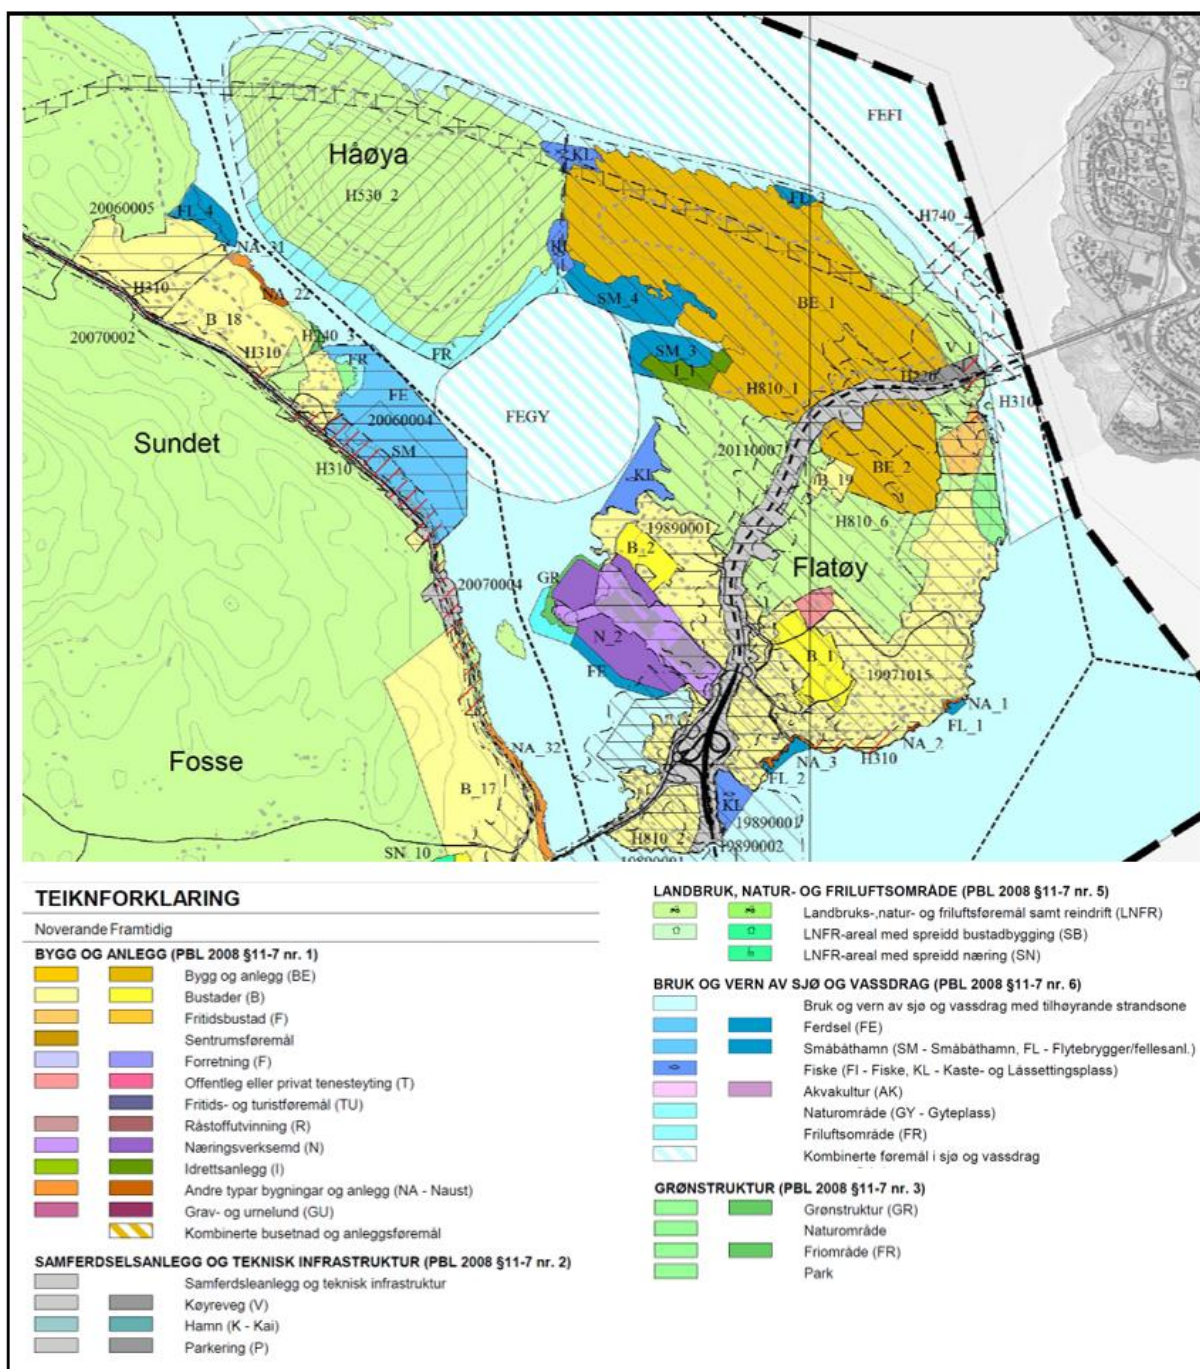 FEFI
Håøya
KL
H530_2
FL_3
20060005
FL_4
H740_4
NA_31
KL
NA_22
H310
SM_4
BE_1
B_18
20070002
H740_3
SM_3
V_1
H310
FR
FR
I_1
H220
H810_1
FE
H310
FEGY
20060004
Sundet
20110007
SM
BE_2
H310
KL
B_19
19890001
H810_6
B_2
Flatøy
20070004
GR
N_2
B_1
FE
19971015
NA_1
FL_1
NA_32
NA_2
Fosse
NA_3
H310
FL_2
B_17
KL
19890001
H810_2
19890002
SN_10
19890001
TEIKNFORKLARING
Noverande Framtidig
BYGG OG ANLEGG (PBL 2008 §11-7 nr. 1)
Bygg og anlegg (BE)
Bustader (B)
Fritidsbustad (F)
Sentrumsføremål
Forretning (F)
Offentleg eller privat tenesteyting (T)
Fritids- og turistføremål (TU)
Råstoffutvinning (R)
Næringsverksemd (N)
Idrettsanlegg (I)
Andre typar bygningar og anlegg (NA - Naust)
Grav- og urnelund (GU)
Kombinerte busetnad og anleggsføremål
SAMFERDSELSANLEGG OG TEKNISK INFRASTRUKTUR (PBL 2008 §11-7 nr. 2)
Samferdsleanlegg og teknisk infrastruktur
Køyreveg (V)
Hamn (K - Kai)
Parkering (P)
LANDBRUK, NATUR- OG FRILUFTSOMRÅDE (PBL 2008 §11-7 nr. 5)
Landbruks-,natur- og friluftsføremål samt reindrift (LNFR)
LNFR-areal med spreidd bustadbygging (SB)
LNFR-areal med spreidd næring (SN)
BRUK OG VERN AV SJØ OG VASSDRAG (PBL 2008 §11-7 nr. 6)
Bruk og vern av sjø og vassdrag med tilhøyrande strandsone
Ferdsel (FE)
Småbåthamn (SM - Småbåthamn, FL - Flytebrygger/fellesanl.)
Fiske (FI - Fiske, KL - Kaste- og Låssettingsplass)
Akvakultur (AK)
Naturområde (GY - Gyteplass)
Friluftsområde (FR)
Kombinerte føremål i sjø og vassdrag
GRØNSTRUKTUR (PBL 2008 §11-7 nr. 3)
Grønstruktur (GR)
Naturområde
Friområde (FR)
Park